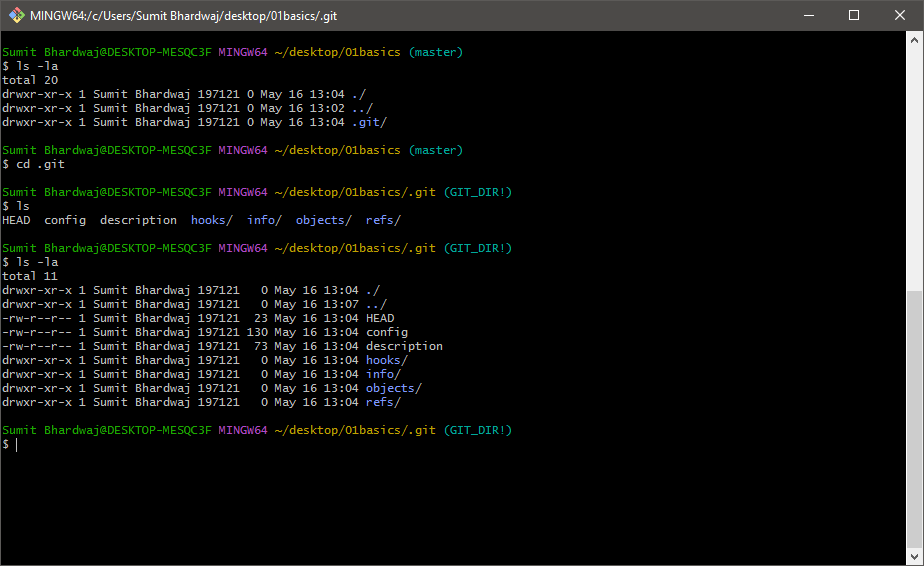 MINGW64:/c/Users/Sumit Bhardwaj/desktop/01basics/.git
Sumit Bhardwaj@DESKTOP-MESQC3F MINGW64 ~/desktop/01basics (master)
$ ls -la
total 20
drwxr-xr-x 1 Sumit Bhardwaj 197121 0 May 16 13:04 ./
drwxr-xr-x 1 Sumit Bhardwaj 197121 0 May 16 13:02 ../
drwxr-xr-x 1 Sumit Bhardwaj 197121 0 May 16 13:04 .git/
Sumit Bhardwaj@DESKTOP-MESQC3F MINGW64 ~/desktop/01basics (master)
$ cd .git
Sumit Bhardwaj@DESKTOP-MESQC3F MINGW64 ~/desktop/01basics/.git (GIT_DIR!)
$ ls
HEAD  config  description  hooks/  info/  objects/  refs/
Sumit Bhardwaj@DESKTOP-MESQC3F MINGW64 ~/desktop/01basics/.git (GIT_DIR!)
$ ls -la
total 11
drwxr-xr-x 1 Sumit Bhardwaj 197121   0 May 16 13:04 ./
drwxr-xr-x 1 Sumit Bhardwaj 197121   0 May 16 13:07 ../
-rw-r--r-- 1 Sumit Bhardwaj 197121  23 May 16 13:04 HEAD
-rw-r--r-- 1 Sumit Bhardwaj 197121 130 May 16 13:04 config
-rw-r--r-- 1 Sumit Bhardwaj 197121  73 May 16 13:04 description
drwxr-xr-x 1 Sumit Bhardwaj 197121   0 May 16 13:04 hooks/
drwxr-xr-x 1 Sumit Bhardwaj 197121   0 May 16 13:04 info/
drwxr-xr-x 1 Sumit Bhardwaj 197121   0 May 16 13:04 objects/
drwxr-xr-x 1 Sumit Bhardwaj 197121   0 May 16 13:04 refs/
Sumit Bhardwaj@DESKTOP-MESQC3F MINGW64 ~/desktop/01basics/.git (GIT_DIR!)
$